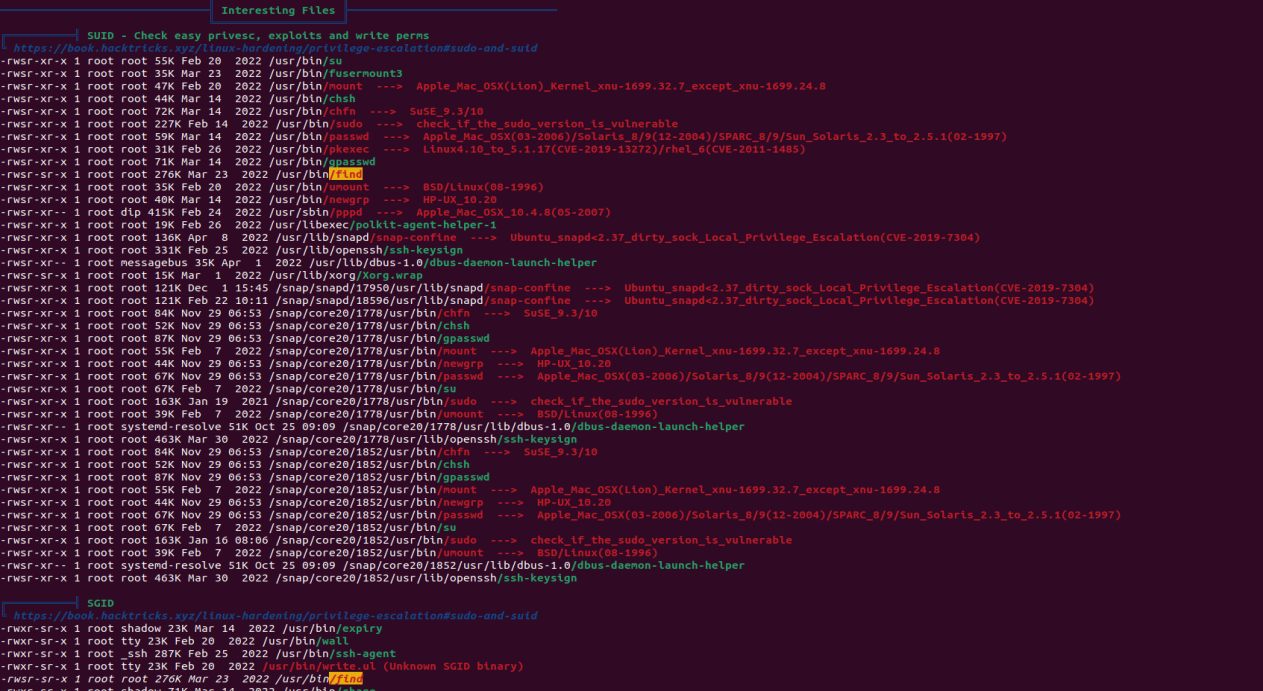 Interesting Files
SUID - Check easy privesc, exploits and write perms
https://book.hacktricks.xyz/linux-hardening/privilege-escalation#sudo-and-suid
-rwsr-xr-x 1 root root 55K Feb 20  2022 /usr/bin/su
-rwsr-xr-x 1 root root 35K Mar 23  2022 /usr/bin/fusermount3
-rwsr-xr-x 1 root root 47K Feb 20  2022 /usr/bin/mount  --->  Apple_Mac_OSX(Lion)_Kernel_xnu-1699.32.7_except_xnu-1699.24.8
-rwsr-xr-x 1 root root 44K Mar 14  2022 /usr/bin/chsh
-rwsr-xr-x 1 root root 72K Mar 14  2022 /usr/bin/chfn  --->  SuSE_9.3/10
-rwsr-xr-x 1 root root 227K Feb 14  2022 /usr/bin/sudo  --->  check_if_the_sudo_version_is_vulnerable
-rwsr-xr-x 1 root root 59K Mar 14  2022 /usr/bin/passwd  --->  Apple_Mac_OSX(03-2006)/Solaris_8/9(12-2004)/SPARC_8/9/Sun_Solaris_2.3_to_2.5.1(02-1997)
-rwsr-xr-x 1 root root 31K Feb 26  2022 /usr/bin/pkexec  --->  Linux4.10_to_5.1.17(CVE-2019-13272)/rhel_6(CVE-2011-1485)
-rwsr-xr-x 1 root root 71K Mar 14  2022 /usr/bin/gpasswd
-rwsr-sr-x 1 root root 276K Mar 23  2022 /usr/bin/find
-rwsr-xr-x 1 root root 35K Feb 20  2022 /usr/bin/umount  --->  BSD/Linux(08-1996)
-rwsr-xr-x 1 root root 40K Mar 14  2022 /usr/bin/newgrp  --->  HP-UX_10.20
-rwsr-xr-- 1 root dip 415K Feb 24  2022 /usr/sbin/pppd  --->  Apple_Mac_OSX_10.4.8(05-2007)
-rwsr-xr-x 1 root root 19K Feb 26  2022 /usr/libexec/polkit-agent-helper-1
-rwsr-xr-x 1 root root 136K Apr  8  2022 /usr/lib/snapd/snap-confine  --->  Ubuntu_snapd<2.37_dirty_sock_Local_Privilege_Escalation(CVE-2019-7304)
-rwsr-xr-x 1 root root 331K Feb 25  2022 /usr/lib/openssh/ssh-keysign
-rwsr-xr-- 1 root messagebus 35K Apr  1  2022 /usr/lib/dbus-1.0/dbus-daemon-launch-helper
-rwsr-sr-x 1 root root 15K Mar  1  2022 /usr/lib/xorg/Xorg.wrap
-rwsr-xr-x 1 root root 121K Dec  1 15:45 /snap/snapd/17950/usr/lib/snapd/snap-confine  --->  Ubuntu_snapd<2.37_dirty_sock_Local_Privilege_Escalation(CVE-2019-7304)
-rwsr-xr-x 1 root root 121K Feb 22 10:11 /snap/snapd/18596/usr/lib/snapd/snap-confine  --->  Ubuntu_snapd<2.37_dirty_sock_Local_Privilege_Escalation(CVE-2019-7304)
-rwsr-xr-x 1 root root 84K Nov 29 06:53 /snap/core20/1778/usr/bin/chfn  --->  SuSE_9.3/10
-rwsr-xr-x 1 root root 52K Nov 29 06:53 /snap/core20/1778/usr/bin/chsh
-rwsr-xr-x 1 root root 87K Nov 29 06:53 /snap/core20/1778/usr/bin/gpasswd
-rwsr-xr-x 1 root root 55K Feb  7  2022 /snap/core20/1778/usr/bin/mount  --->  Apple_Mac_OSX(Lion)_Kernel_xnu-1699.32.7_except_xnu-1699.24.8
-rwsr-xr-x 1 root root 44K Nov 29 06:53 /snap/core20/1778/usr/bin/newgrp  --->  HP-UX_10.20
-rwsr-xr-x 1 root root 67K Nov 29 06:53 /snap/core20/1778/usr/bin/passwd  --->  Apple_Mac_OSX(03-2006)/Solaris_8/9(12-2004)/SPARC_8/9/Sun_Solaris_2.3_to_2.5.1(02-1997)
-rwsr-xr-x 1 root root 67K Feb  7  2022 /snap/core20/1778/usr/bin/su
-rwsr-xr-x 1 root root 163K Jan 19  2021 /snap/core20/1778/usr/bin/sudo  --->  check_if_the_sudo_version_is_vulnerable
-rwsr-xr-x 1 root root 39K Feb  7  2022 /snap/core20/1778/usr/bin/umount  --->  BSD/Linux(08-1996)
-rwsr-xr-- 1 root systemd-resolve 51K Oct 25 09:09 /snap/core20/1778/usr/lib/dbus-1.0/dbus-daemon-launch-helper
-rwsr-xr-x 1 root root 463K Mar 30  2022 /snap/core20/1778/usr/lib/openssh/ssh-keysign
-rwsr-xr-x 1 root root 84K Nov 29 06:53 /snap/core20/1852/usr/bin/chfn  --->  SuSE_9.3/10
-rwsr-xr-x 1 root root 52K Nov 29 06:53 /snap/core20/1852/usr/bin/chsh
-rwsr-xr-x 1 root root 87K Nov 29 06:53 /snap/core20/1852/usr/bin/gpasswd
-rwsr-xr-x 1 root root 55K Feb  7  2022 /snap/core20/1852/usr/bin/mount  --->  Apple_Mac_OSX(Lion)_Kernel_xnu-1699.32.7_except_xnu-1699.24.8
-rwsr-xr-x 1 root root 44K Nov 29 06:53 /snap/core20/1852/usr/bin/newgrp  --->  HP-UX_10.20
-rwsr-xr-x 1 root root 67K Nov 29 06:53 /snap/core20/1852/usr/bin/passwd  --->  Apple_Mac_OSX(03-2006)/Solaris_8/9(12-2004)/SPARC_8/9/Sun_Solaris_2.3_to_2.5.1(02-1997)
-rwsr-xr-x 1 root root 67K Feb  7  2022 /snap/core20/1852/usr/bin/su
-rwsr-xr-x 1 root root 163K Jan 16 08:06 /snap/core20/1852/usr/bin/sudo  --->  check_if_the_sudo_version_is_vulnerable
-rwsr-xr-x 1 root root 39K Feb  7  2022 /snap/core20/1852/usr/bin/umount  --->  BSD/Linux(08-1996)
-rwsr-xr-- 1 root systemd-resolve 51K Oct 25 09:09 /snap/core20/1852/usr/lib/dbus-1.0/dbus-daemon-launch-helper
-rwsr-xr-x 1 root root 463K Mar 30  2022 /snap/core20/1852/usr/lib/openssh/ssh-keysign
SGID
https://book.hacktricks.xyz/linux-hardening/privilege-escalation#sudo-and-suid
-rwxr-sr-x 1 root shadow 23K Mar 14  2022 /usr/bin/expiry
-rwxr-sr-x 1 root tty 23K Feb 20  2022 /usr/bin/wall
-rwxr-sr-x 1 root _ssh 287K Feb 25  2022 /usr/bin/ssh-agent
-rwxr-sr-x 1 root tty 23K Feb 20  2022 /usr/bin/write.ul (Unknown SGID binary)
-rwsr-sr-x 1 root root 276K Mar 23  2022 /usr/bin/find
-rwxr-sr-x 1 root shadow 71K Mar 14  2022 /usr/bin/chage